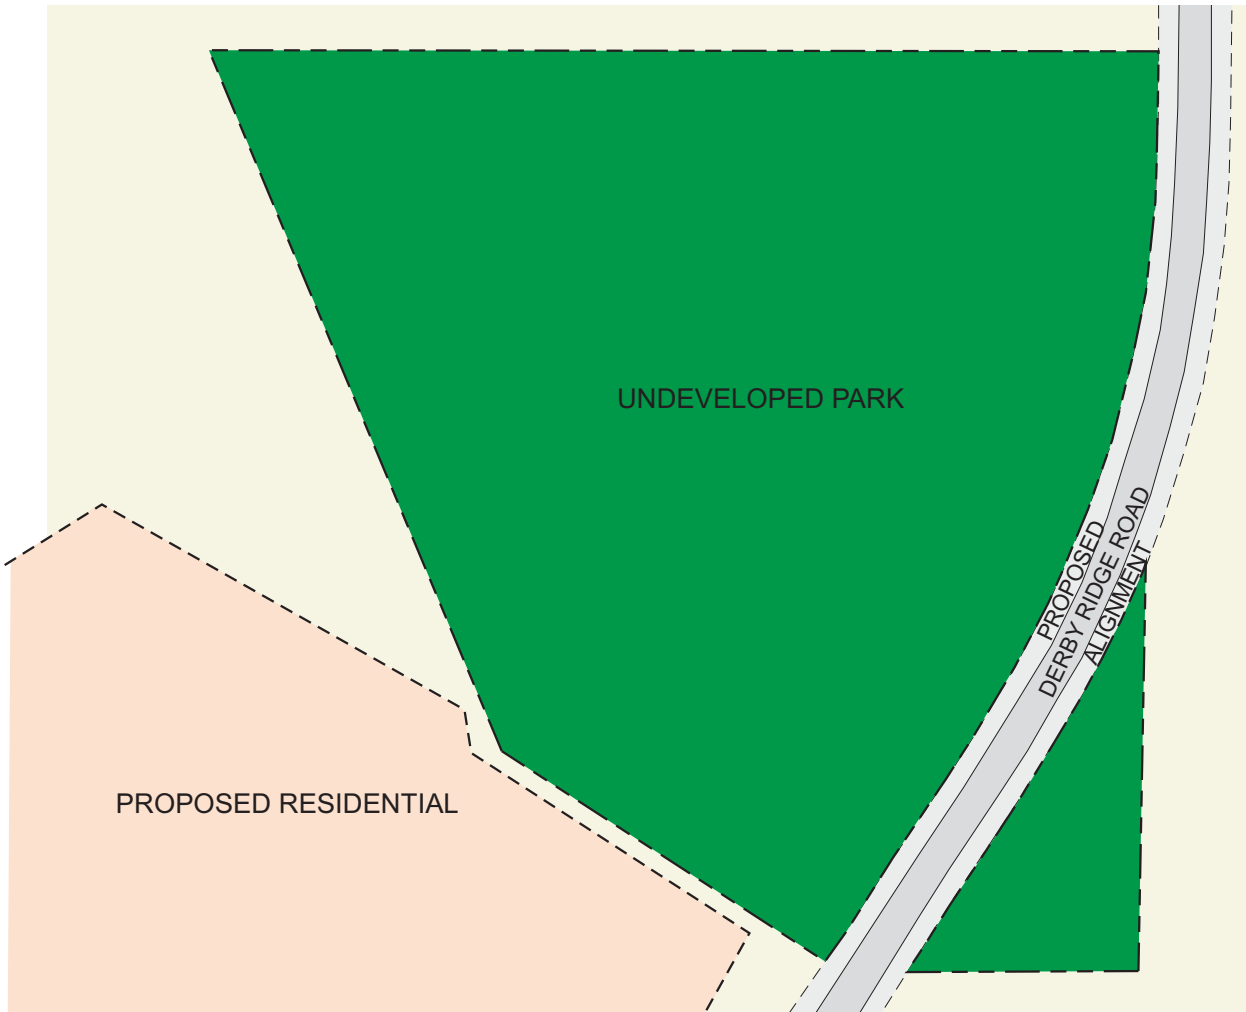 UNDEVELOPED PARK
PROPOSED
DERBY RIDGE ROAD
ALIGNMENT
PROPOSED RESIDENTIAL